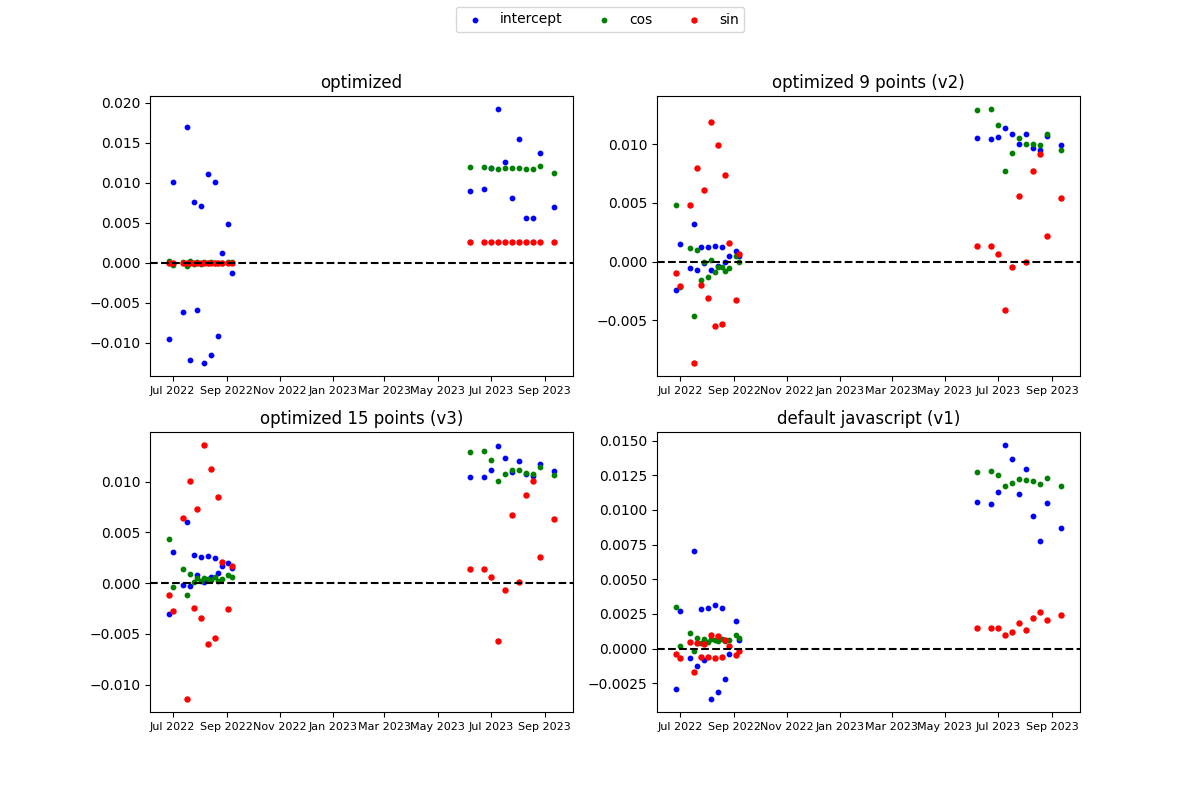 intercept cos sin
optimized
0.020
0.015
0.010
0.005
0.000
−0.005
−0.010
Jul 2022 Sep 2022 Nov 2022 Jan 2023 Mar 2023 May 2023 Jul 2023 Sep 2023
optimized 9 points (v2)
0.010
0.005
0.000
−0.005
Jul 2022 Sep 2022 Nov 2022 Jan 2023 Mar 2023 May 2023 Jul 2023 Sep 2023
optimized 15 points (v3)
0.010
0.005
0.000
−0.005
−0.010
Jul 2022 Sep 2022 Nov 2022 Jan 2023 Mar 2023 May 2023 Jul 2023 Sep 2023
default javascript (v1)
0.0150
0.0125
0.0100
0.0075
0.0050
0.0025
0.0000
−0.0025
Jul 2022 Sep 2022 Nov 2022 Jan 2023 Mar 2023 May 2023 Jul 2023 Sep 2023